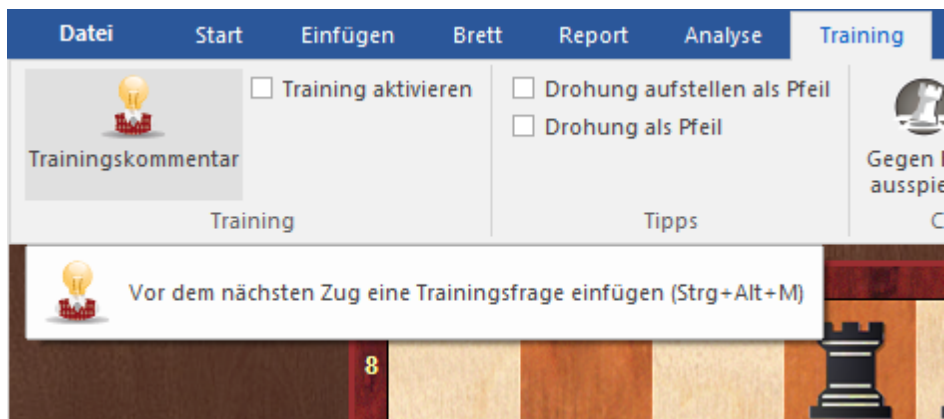 Datei Start Einfügen Brett Report Analyse Training
Training aktivieren Drohung aufstellen als Pfeil
Drohung als Pfeil
Trainingskommentar Gegen
Training Tipps
Vor dem nächsten Zug eine Trainingsfrage einfügen (Strg+Alt+M)
8